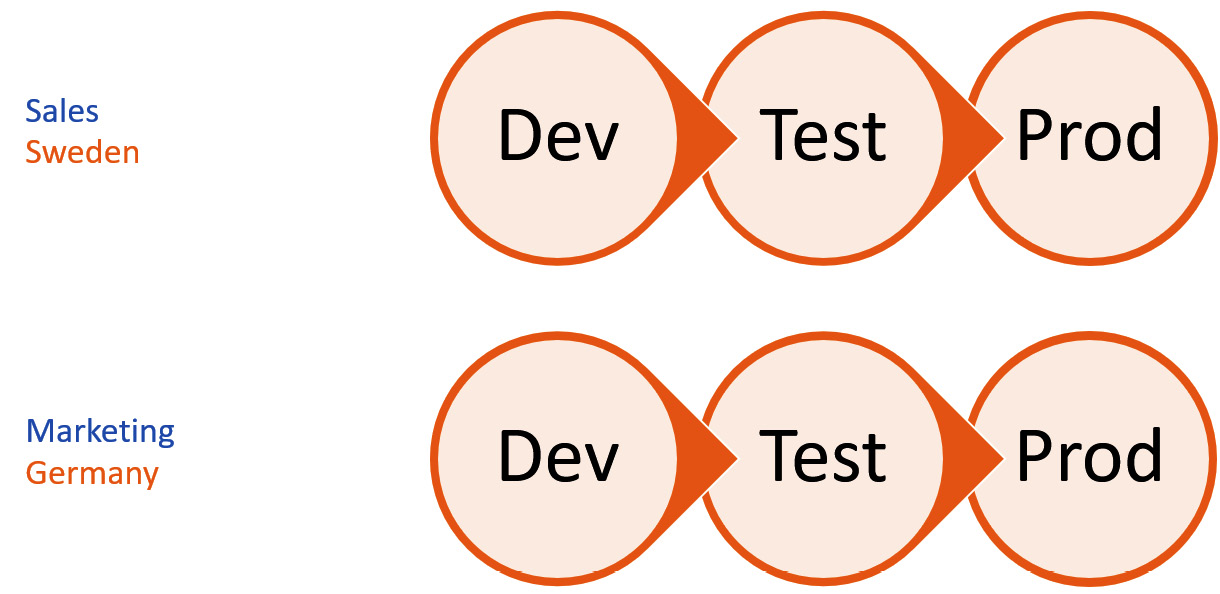 Sales
Sweden
Dev
Test
Prod
Marketing
Germany
Dev
Test
Prod